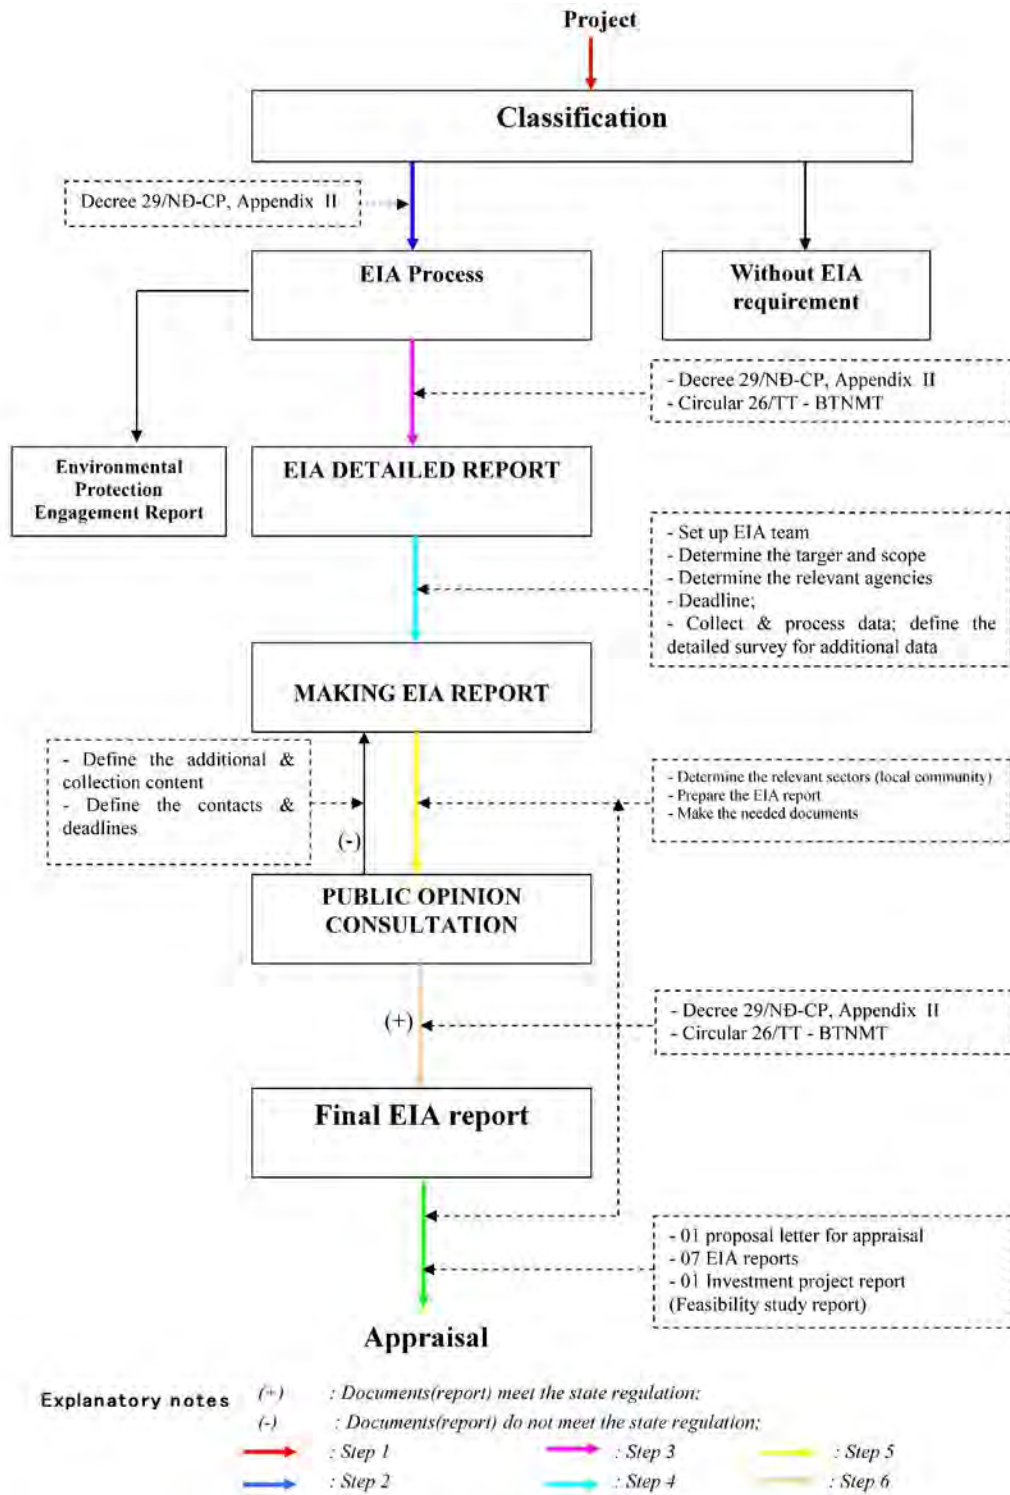 Project
Classification
Decree 29/NĐ-CP, Appendix II
EIA Process
Without EIA
requirement
- Decree 29/NĐ-CP, Appendix II
- Circular 26/TT - BTNMT
Environmental
Protection
Engagement Report
EIA DETAILED REPORT
- Set up EIA team
- Determine the targer and scope
- Determine the relevant agencies
- Deadline;
- Collect & process data; define the
detailed survey for additional data
MAKING EIA REPORT
- Define the additional &
collection content
- Define the contacts &
deadlines
(-)
- Determine the relevant sectors (local community)
- Prepare the EIA report
- Make the needed documents
PUBLIC OPINION
CONSULTATION
(+)
- Decree 29/NĐ-CP, Appendix II
- Circular 26/TT - BTNMT
Final EIA report
- 01 proposal letter for appraisal
- 07 EIA reports
- 01 Investment project report
(Feasibility study report)
Appraisal
Explanatory notes (+) : Documents(report) meet the state regulation;
(-) : Documents(report) do not meet the state regulation;
: Step 1 : Step 3 : Step 5
: Step 2 : Step 4 : Step 6